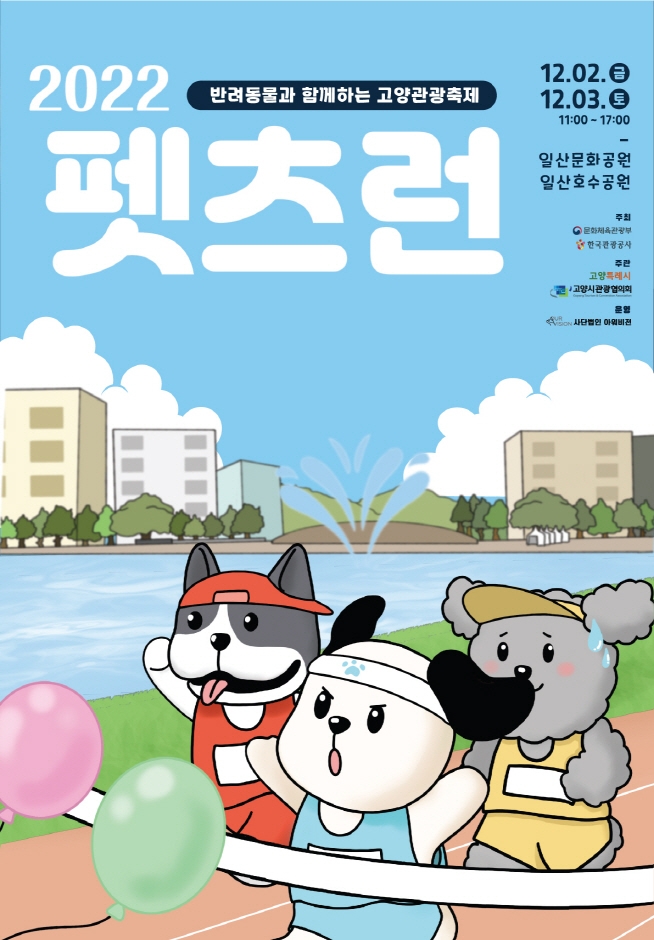 2022
반려동물과 함께하는 고양관광축제
펫츠런
12.02. 금
12.03. 토
11:00 ~ 17:00
일산문화공원
일산호수공원
주최
문화체육관광부
한국관광공사
주관
고양특례시
고양시관광협의회
운영
사단법인 아워비전